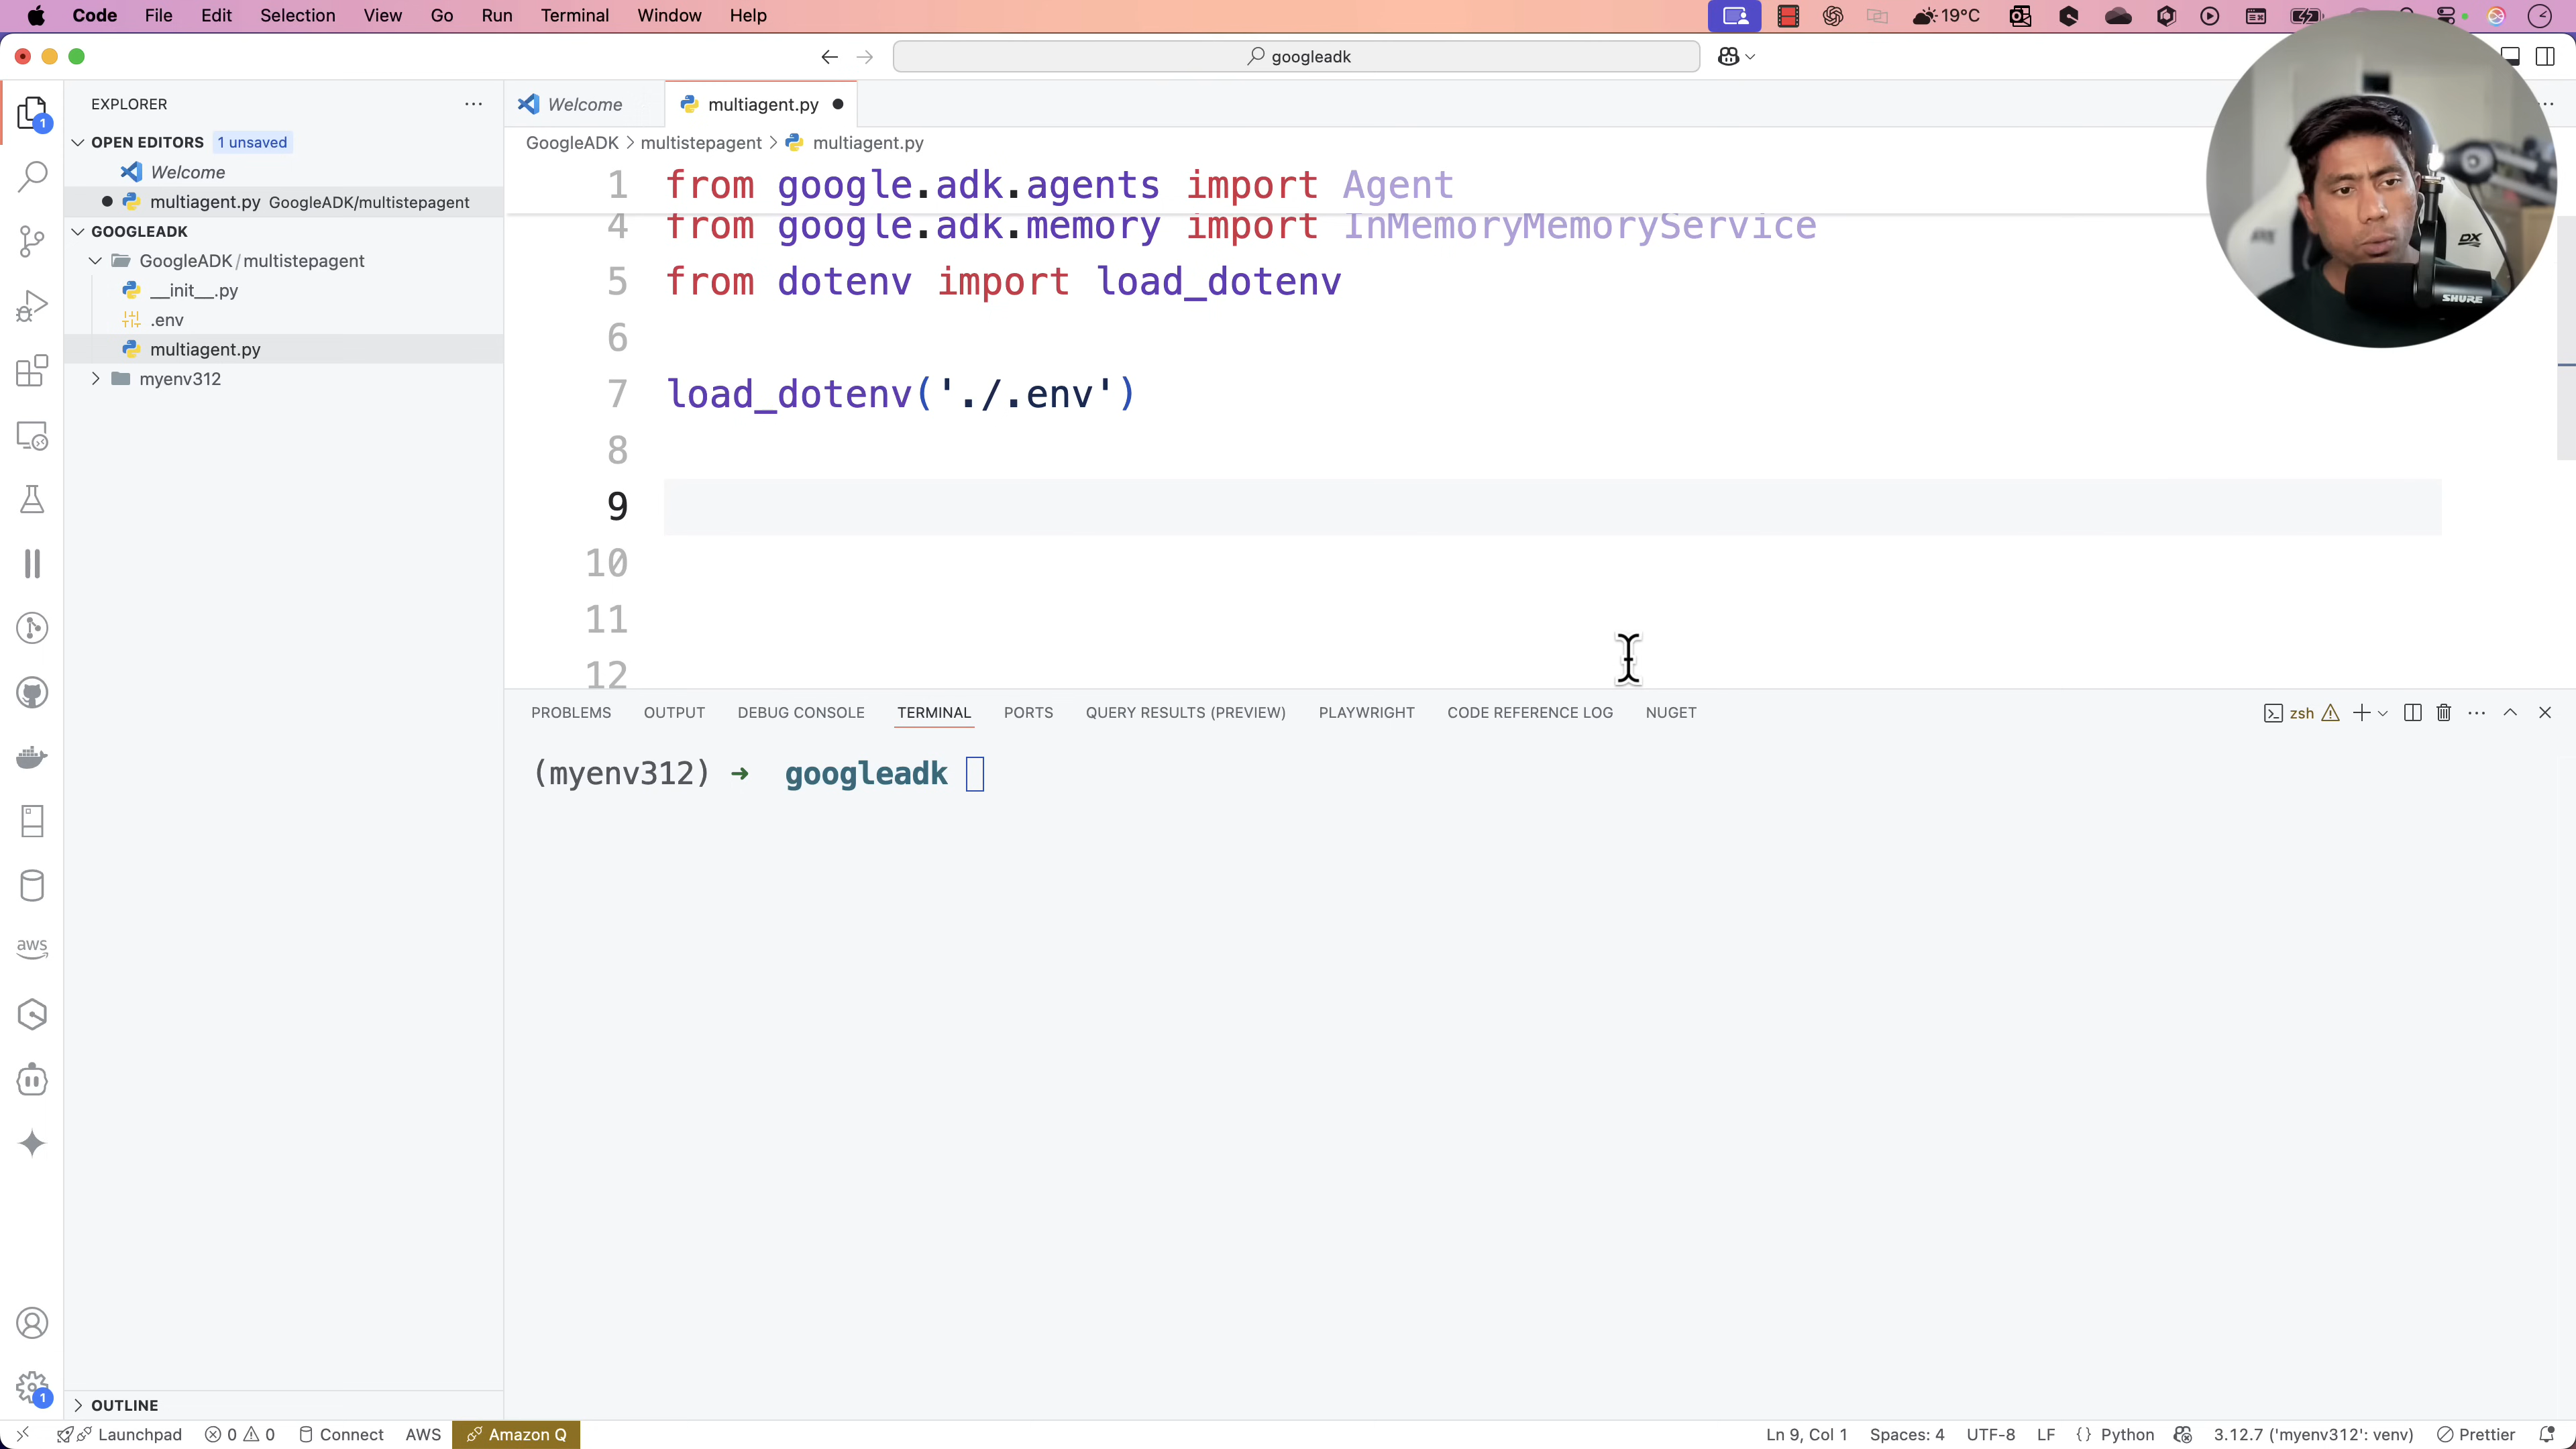 Code File Edit Selection View Go Run Terminal Window Help 19°C
googleadk
EXPLORER
Welcome multiagent.py
OPEN EDITORS 1 unsaved
GoogleADK > multistepagent > multiagent.py
Welcome
multiagent.py GoogleADK/multistepagent
GOOGLEADK
GoogleADK/multistepagent
__init__.py
.env
multiagent.py
myenv312
1 from google.adk.agents import Agent
4 from google.adk.memory import InMemoryMemoryService
5 from dotenv import load_dotenv
6
7 load_dotenv('./.env')
8
9
10
11
12
PROBLEMS OUTPUT DEBUG CONSOLE TERMINAL PORTS QUERY RESULTS (PREVIEW) PLAYWRIGHT CODE REFERENCE LOG NUGET zsh
(myenv312) ➜ googleadk
1
aws
1
SHURE
DX
OUTLINE
Launchpad 0 0 Connect AWS Amazon Q Ln 9, Col 1 Spaces: 4 UTF-8 LF {} Python 3.12.7 ('myenv312': venv) Prettier